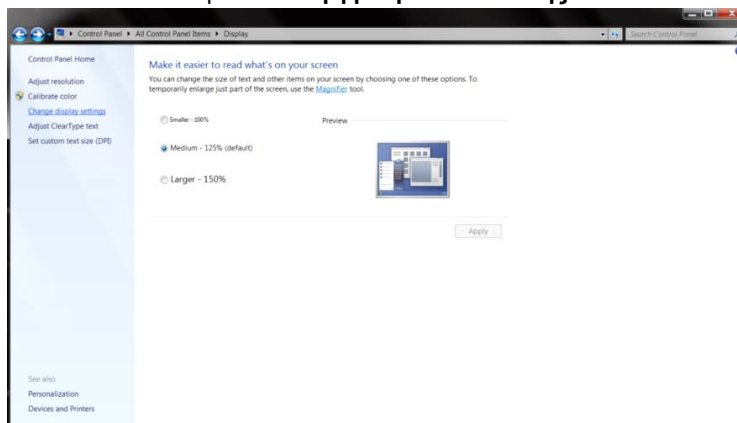 Control Panel ▸ All Control Panel Items ▸ Display
Search Control Panel
Control Panel Home
Adjust resolution
Calibrate color
Change display settings
Adjust ClearType text
Set custom text size (DPI)
See also
Personalization
Devices and Printers
Make it easier to read what's on your screen
You can change the size of text and other items on your screen by choosing one of these options. To
temporarily enlarge just part of the screen, use the Magnifier tool.
Smaller - 100%
Preview
Medium - 125% (default)
Larger - 150%
Apply